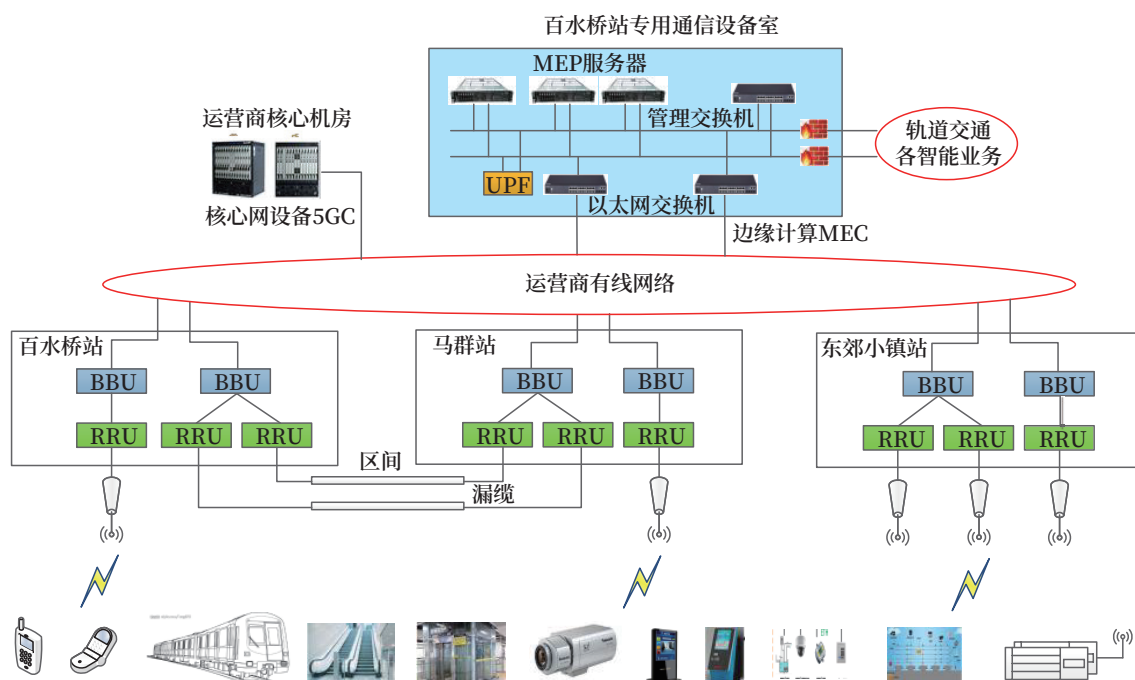 百水桥站专用通信设备室
MEP服务器
运营商核心机房
管理交换机
轨道交通
各智能业务
UPF
核心网设备5GC
以太网交换机
边缘计算MEC
运营商有线网络
百水桥站
马群站
东郊小镇站
BBU
BBU
BBU
BBU
BBU
BBU
RRU
RRU
RRU
RRU
RRU
RRU
RRU
RRU
RRU
区间
漏缆